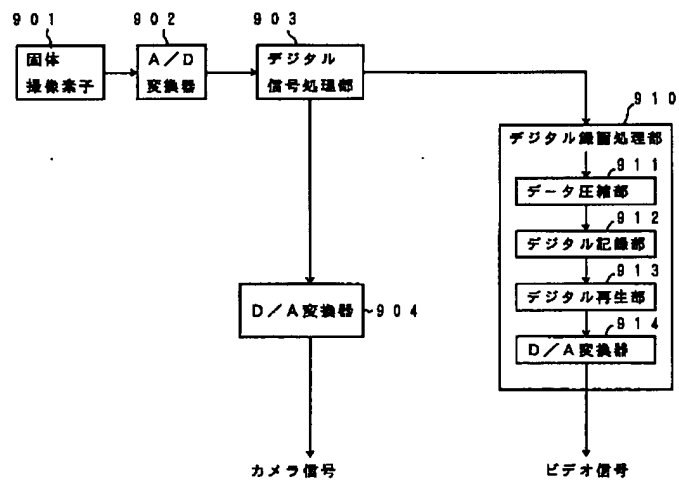 901
902
903
固体
撮像素子
A/D
変換器
デジタル
信号処理部
910
デジタル録画処理部
911
データ圧縮部
912
デジタル記録部
913
デジタル再生部
914
D/A変換器
D/A変換器
904
カメラ信号
ビデオ信号